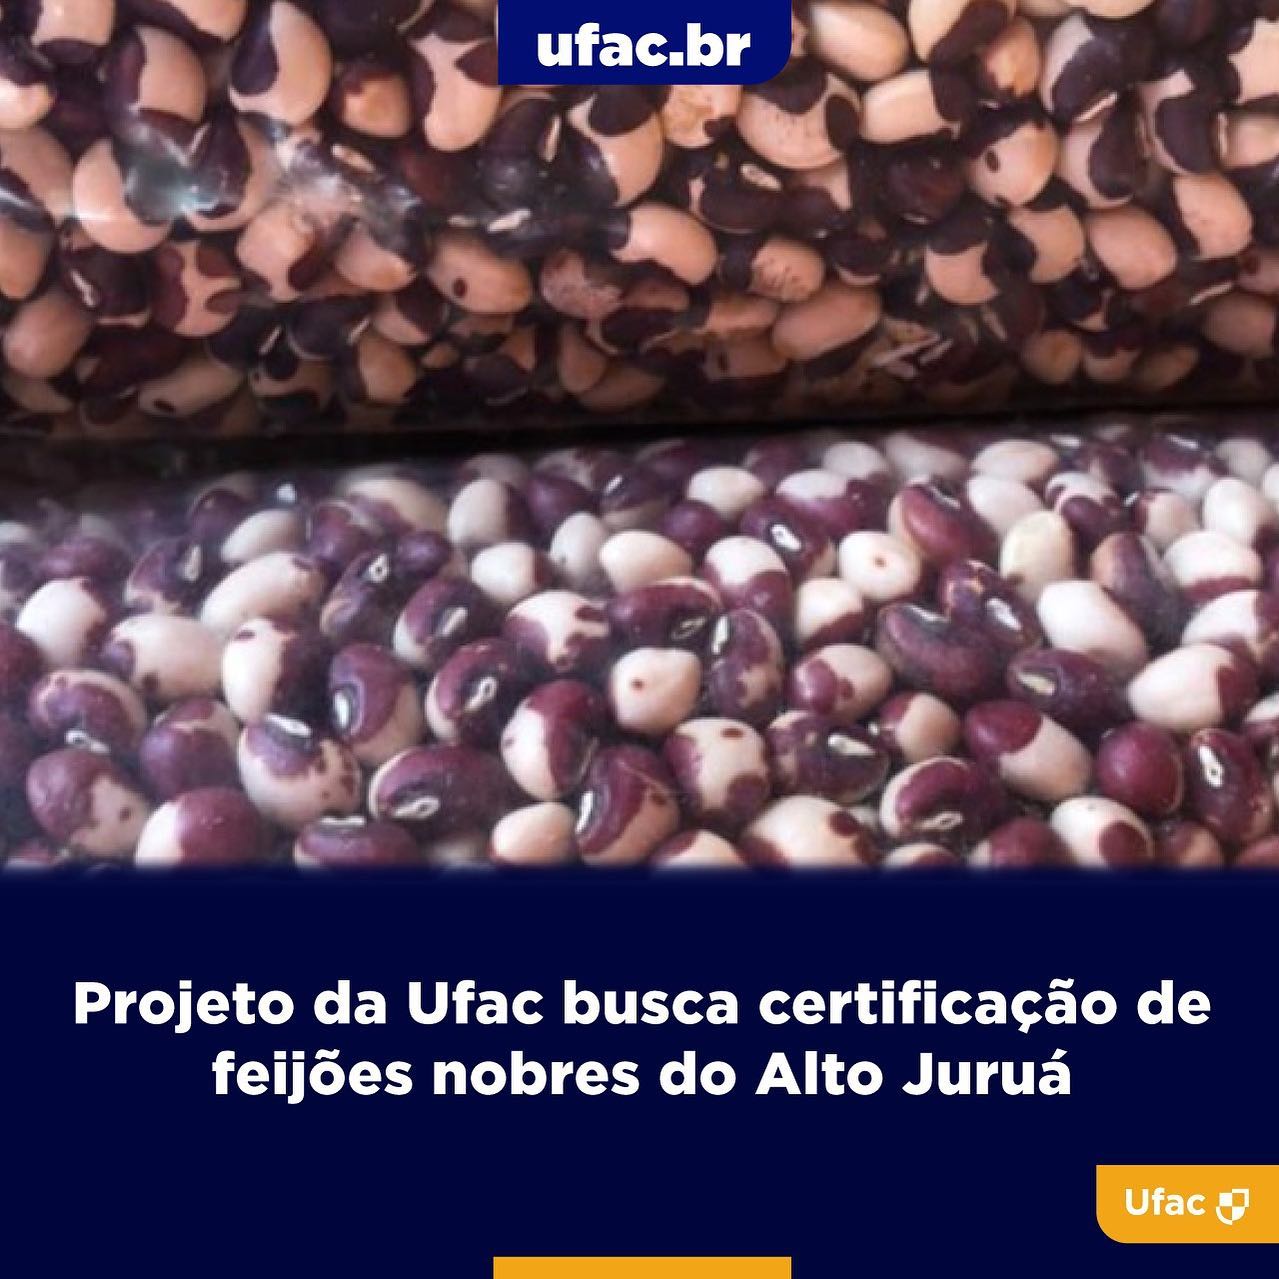 ufac.br
Projeto da Ufac busca certificação de
feijões nobres do Alto Juruá
Ufac